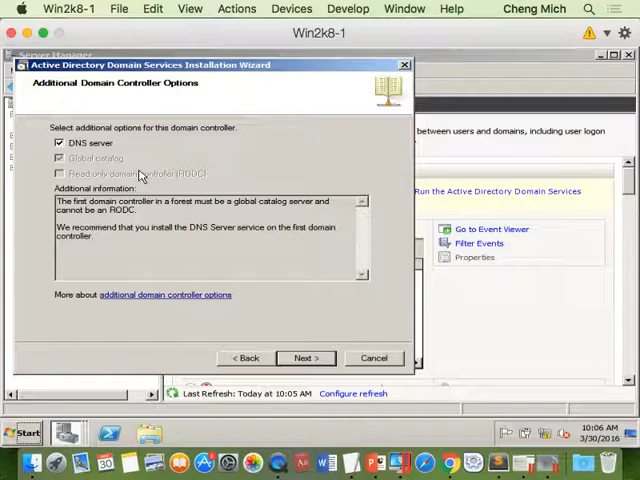 Win2k8-1 File Edit View Actions Devices Develop Window Help Cheng Mich
Win2k8-1
Server Manager
Active Directory Domain Services Installation Wizard
Additional Domain Controller Options
Select additional options for this domain controller.
DNS server
Global catalog
Read-only domain controller (RODC)
Additional information:
The first domain controller in a forest must be a global catalog server and
cannot be an RODC.
We recommend that you install the DNS Server service on the first domain
controller.
More about additional domain controller options
< Back Next > Cancel
between users and domains, including user logon
Run the Active Directory Domain Services
Go to Event Viewer
Filter Events
Properties
Last Refresh: Today at 10:05 AM Configure refresh
Start
10:06 AM
3/30/2016